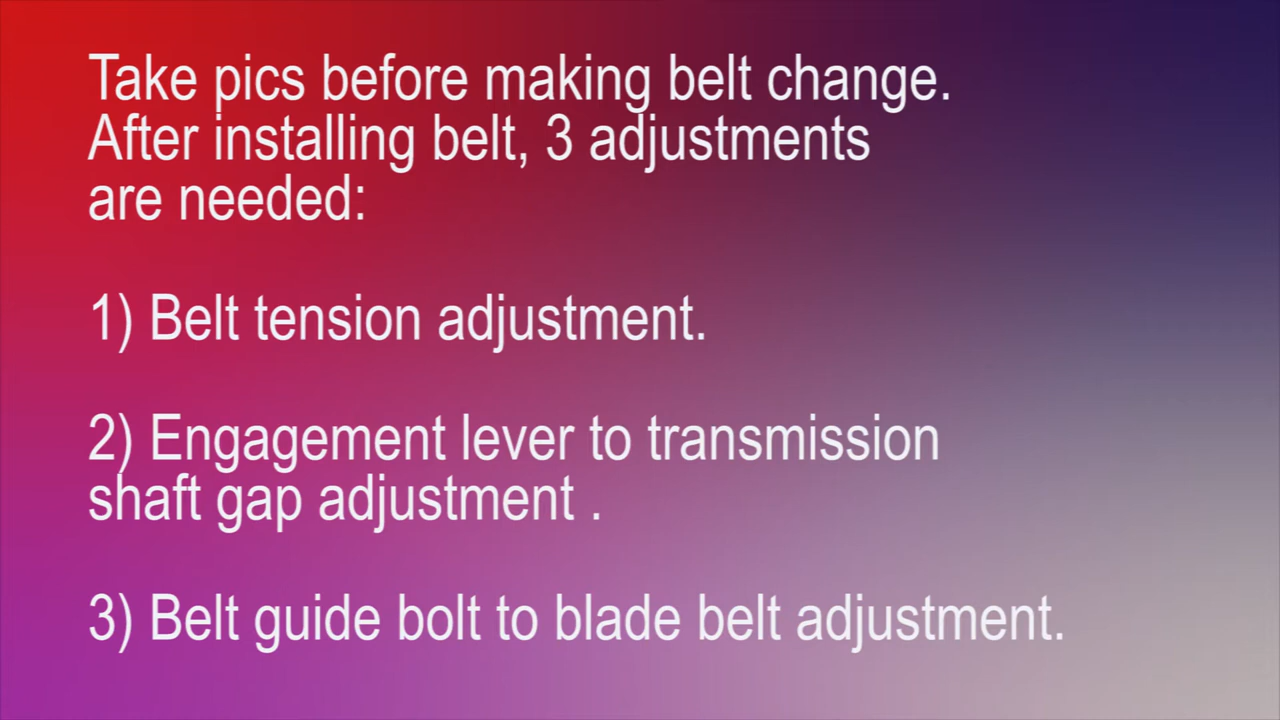 Take pics before making belt change.
After installing belt, 3 adjustments
are needed:
1) Belt tension adjustment.
2) Engagement lever to transmission
shaft gap adjustment .
3) Belt guide bolt to blade belt adjustment.